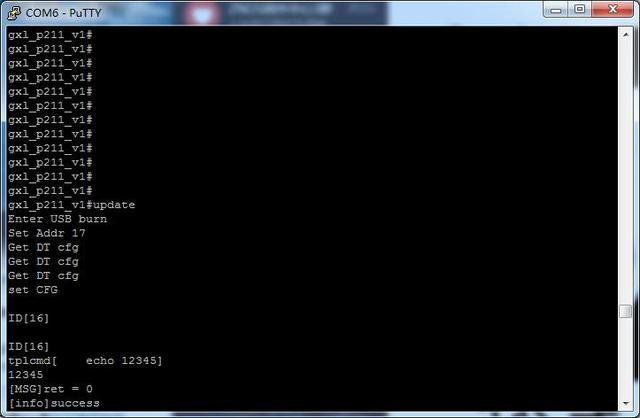 COM6 - PuTTY
gxl_p211_v1#
gxl_p211_v1#
gxl_p211_v1#
gxl_p211_v1#
gxl_p211_v1#
gxl_p211_v1#
gxl_p211_v1#
gxl_p211_v1#
gxl_p211_v1#
gxl_p211_v1#
gxl_p211_v1#
gxl_p211_v1#
gxl_p211_v1#update
Enter USB burn
Set Addr 17
Get DT cfg
Get DT cfg
Get DT cfg
set CFG
ID[16]
ID[16]
tplcmd[    echo 12345]
12345
[MSG]ret = 0
[info]success